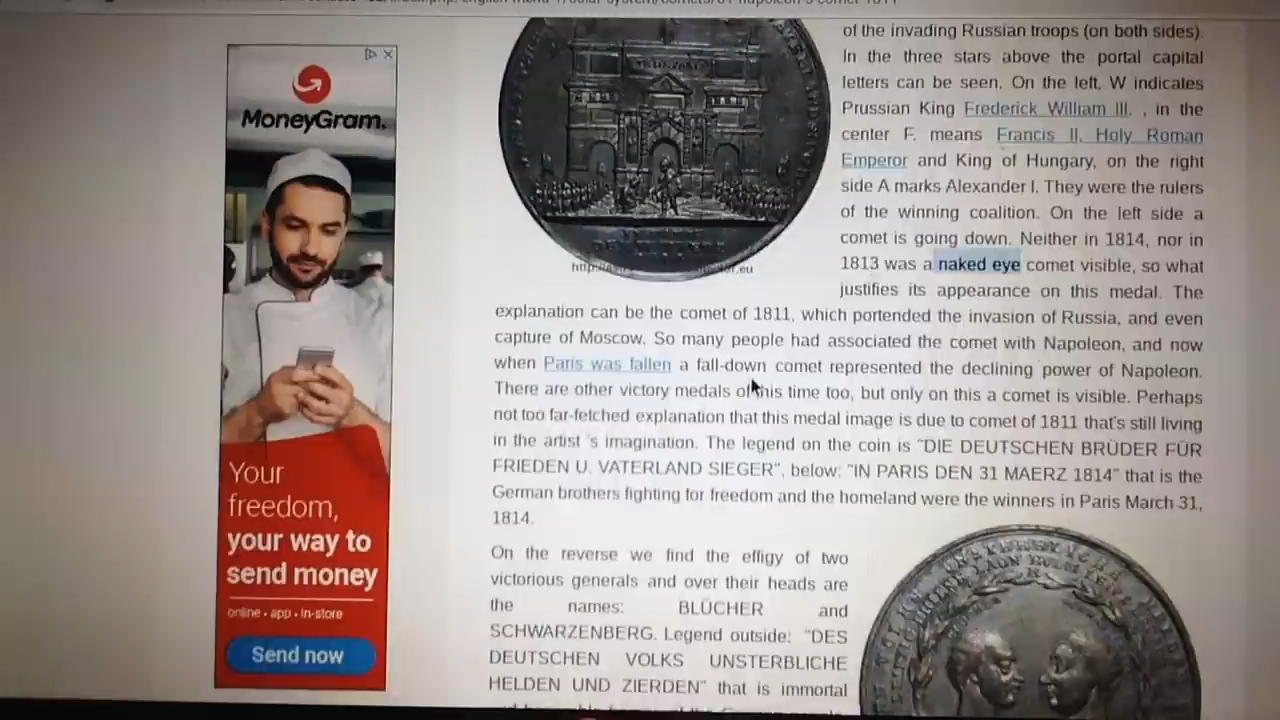 MoneyGram.
Your
freedom,
your way to
send money
online • app • in-store
Send now
of the invading Russian troops (on both sides).
In the three stars above the portal capital
letters can be seen. On the left, W indicates
Prussian King Frederick William III. , in the
center F. means Francis II, Holy Roman
Emperor and King of Hungary, on the right
side A marks Alexander I. They were the rulers
of the winning coalition. On the left side a
comet is going down. Neither in 1814, nor in
1813 was a naked eye comet visible, so what
justifies its appearance on this medal. The
explanation can be the comet of 1811, which portended the invasion of Russia, and even
capture of Moscow. So many people had associated the comet with Napoleon, and now
when Paris was fallen a fall-down comet represented the declining power of Napoleon.
There are other victory medals of this time too, but only on this a comet is visible. Perhaps
not too far-fetched explanation that this medal image is due to comet of 1811 that's still living
in the artist 's imagination. The legend on the coin is "DIE DEUTSCHEN BRÜDER FÜR
FRIEDEN U. VATERLAND SIEGER", below: "IN PARIS DEN 31 MAERZ 1814" that is the
German brothers fighting for freedom and the homeland were the winners in Paris March 31,
1814.
On the reverse we find the effigy of two
victorious generals and over their heads are
the names: BLÜCHER and
SCHWARZENBERG. Legend outside: "DES
DEUTSCHEN VOLKS UNSTERBLICHE
HELDEN UND ZIERDEN" that is immortal